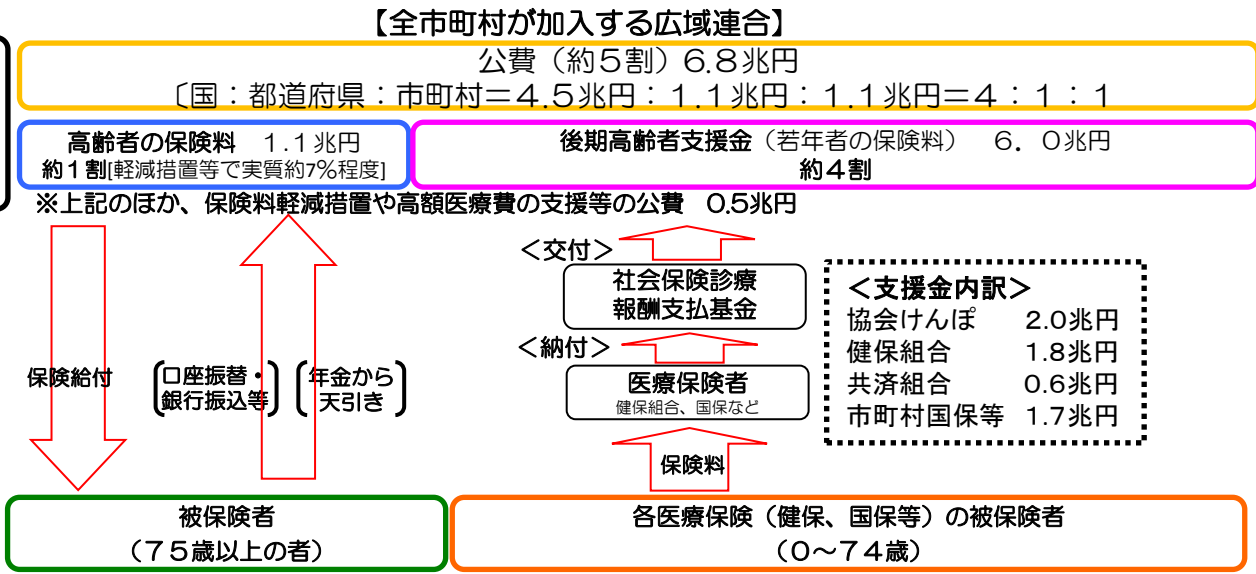 【全市町村が加入する広域連合】
公費（約５割）６.８兆円
〔国：都道府県：市町村＝４.５兆円：１.１兆円：１.１兆円＝４：１：１
高齢者の保険料　１.１兆円
約１割[軽減措置等で実質約7%程度]
後期高齢者支援金（若年者の保険料）　６．０兆円
約４割
※上記のほか、保険料軽減措置や高額医療費の支援等の公費　0.5兆円
＜交付＞
社会保険診療
報酬支払基金
＜納付＞
医療保険者
健保組合、国保など
保険料
＜支援金内訳＞
協会けんぽ　2.0兆円
健保組合　1.8兆円
共済組合　0.6兆円
市町村国保等　1.7兆円
保険給付
口座振替・
銀行振込等
年金から
天引き
被保険者
（７５歳以上の者）
各医療保険（健保、国保等）の被保険者
（０～７４歳）